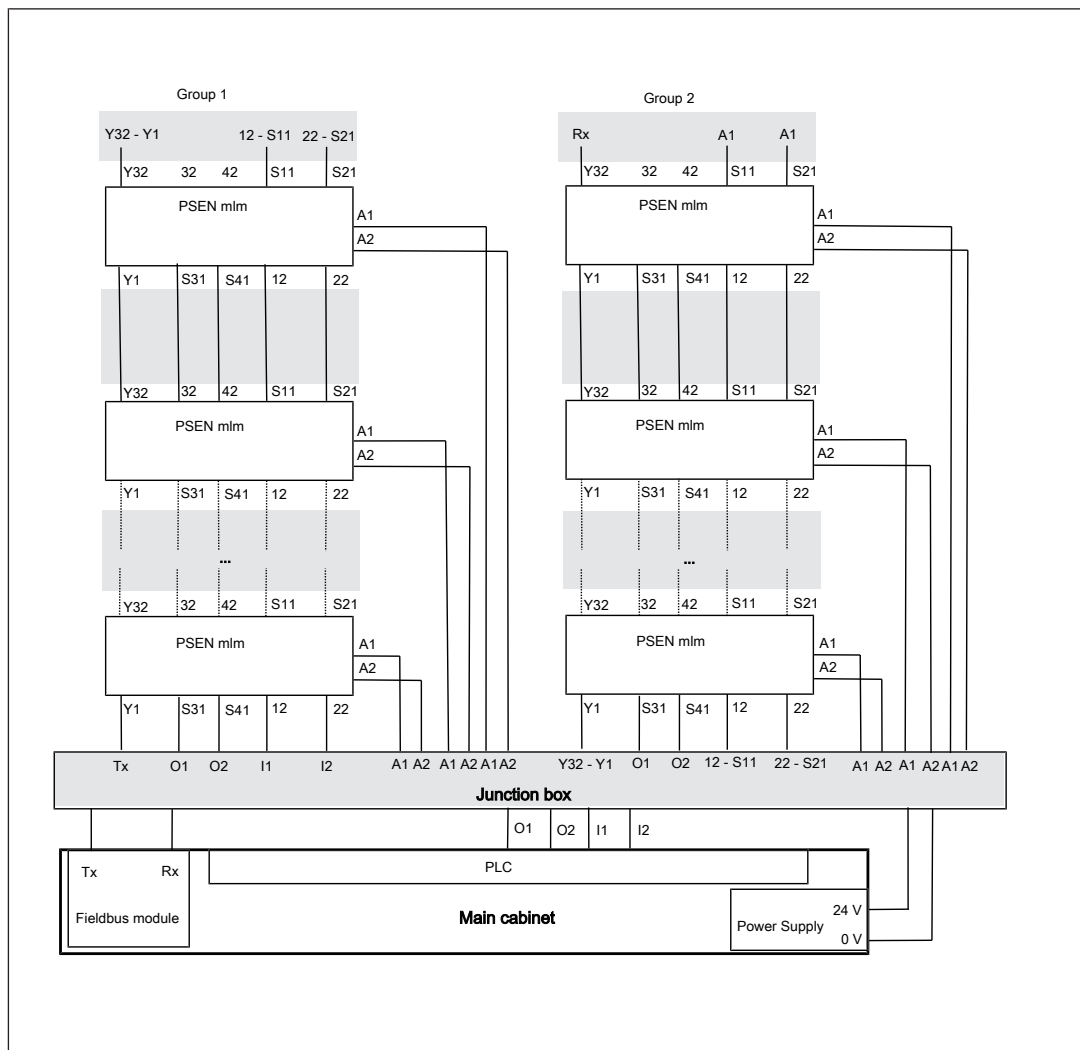 Group 1
Group 2
Y32 - Y1 12 - S11 22 - S21
Rx A1 A1
Y32 32 42 S11 S21
Y32 32 42 S11 S21
PSEN mlm
PSEN mlm
A1
A2
A1
A2
Y1 S31 S41 12 22
Y1 S31 S41 12 22
Y32 32 42 S11 S21
Y32 32 42 S11 S21
PSEN mlm
PSEN mlm
A1
A2
A1
A2
Y1 S31 S41 12 22
Y1 S31 S41 12 22
...
...
Y32 32 42 S11 S21
Y32 32 42 S11 S21
PSEN mlm
PSEN mlm
A1
A2
A1
A2
Y1 S31 S41 12 22
Y1 S31 S41 12 22
Tx O1 O2 I1 I2 A1 A2 A1 A2 A1 A2 Y32 - Y1 O1 O2 12 - S11 22 - S21 A1 A2 A1 A2 A1 A2
Junction box
O1 O2 I1 I2
PLC
Tx Rx
Fieldbus module
Main cabinet
Power Supply
24 V
0 V